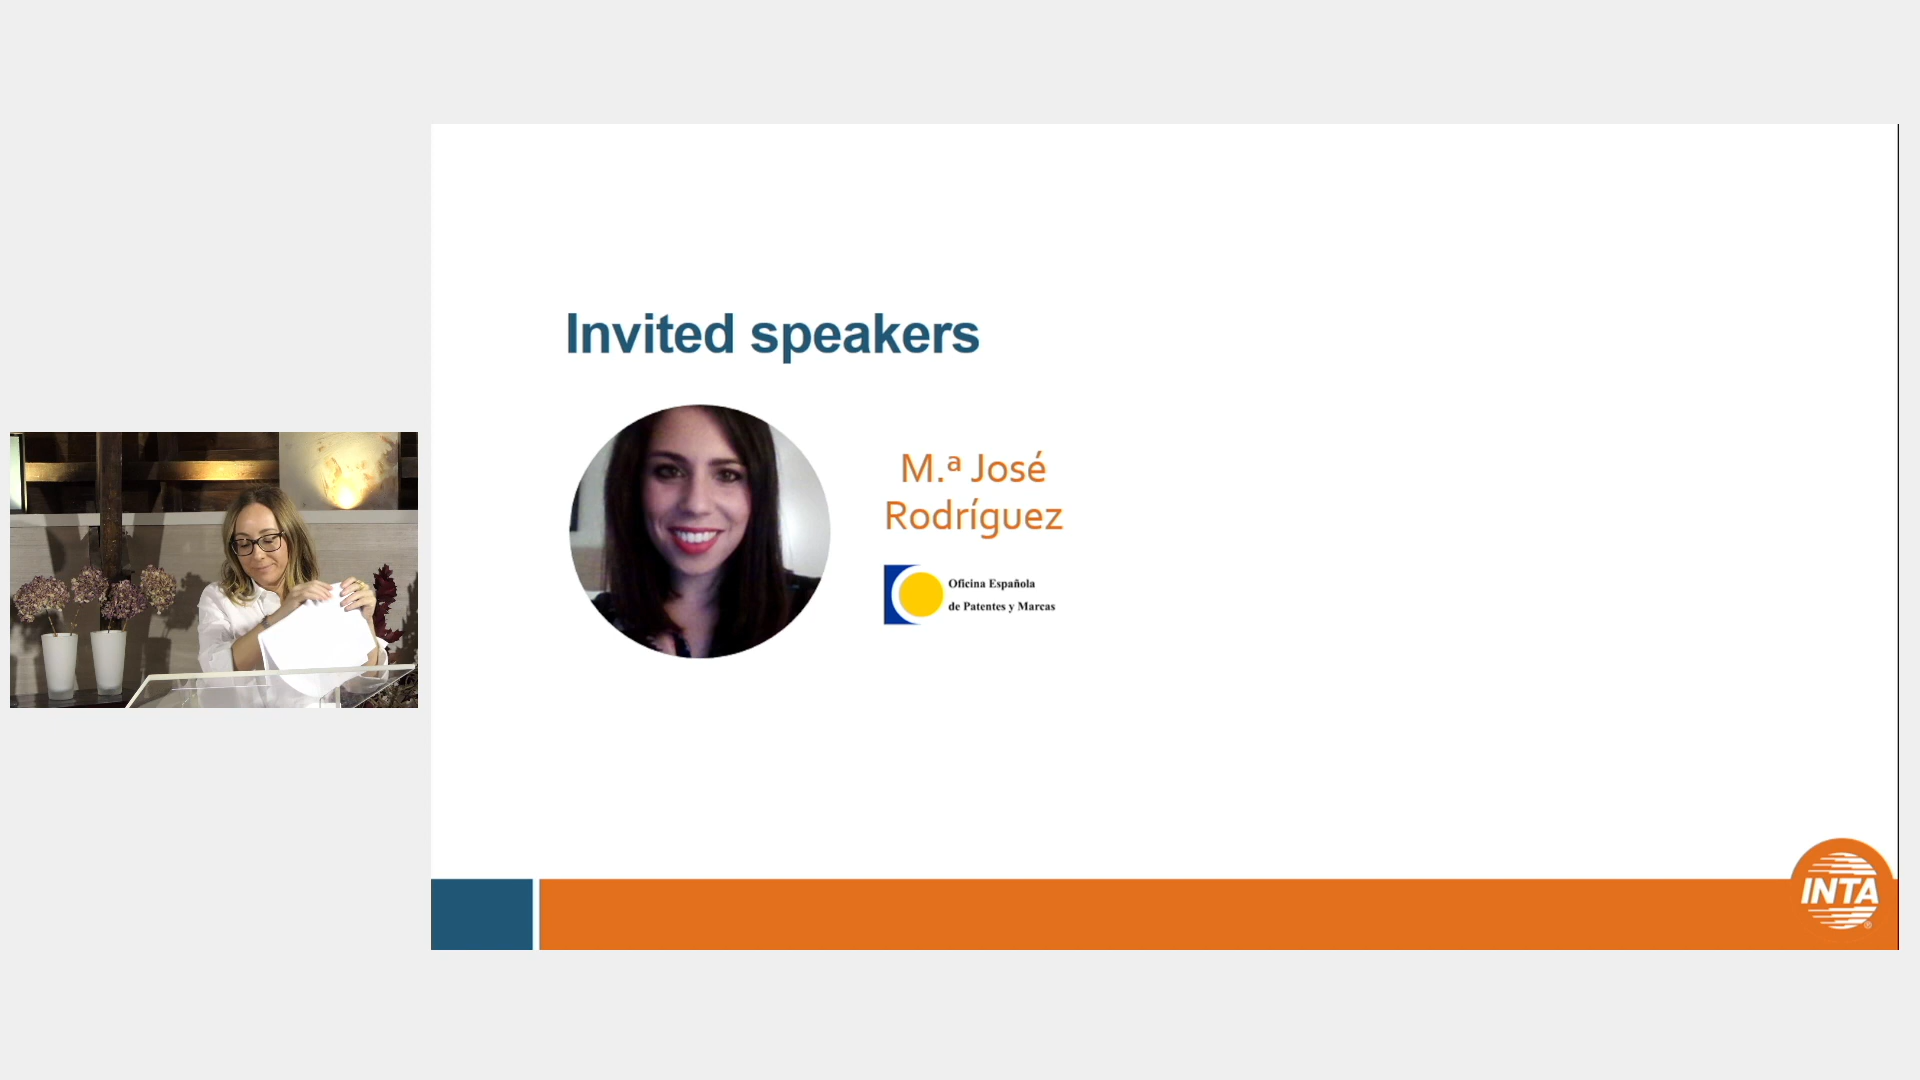 Invited speakers
M.ª José
Rodríguez
Oficina Española
de Patentes y Marcas
INTA